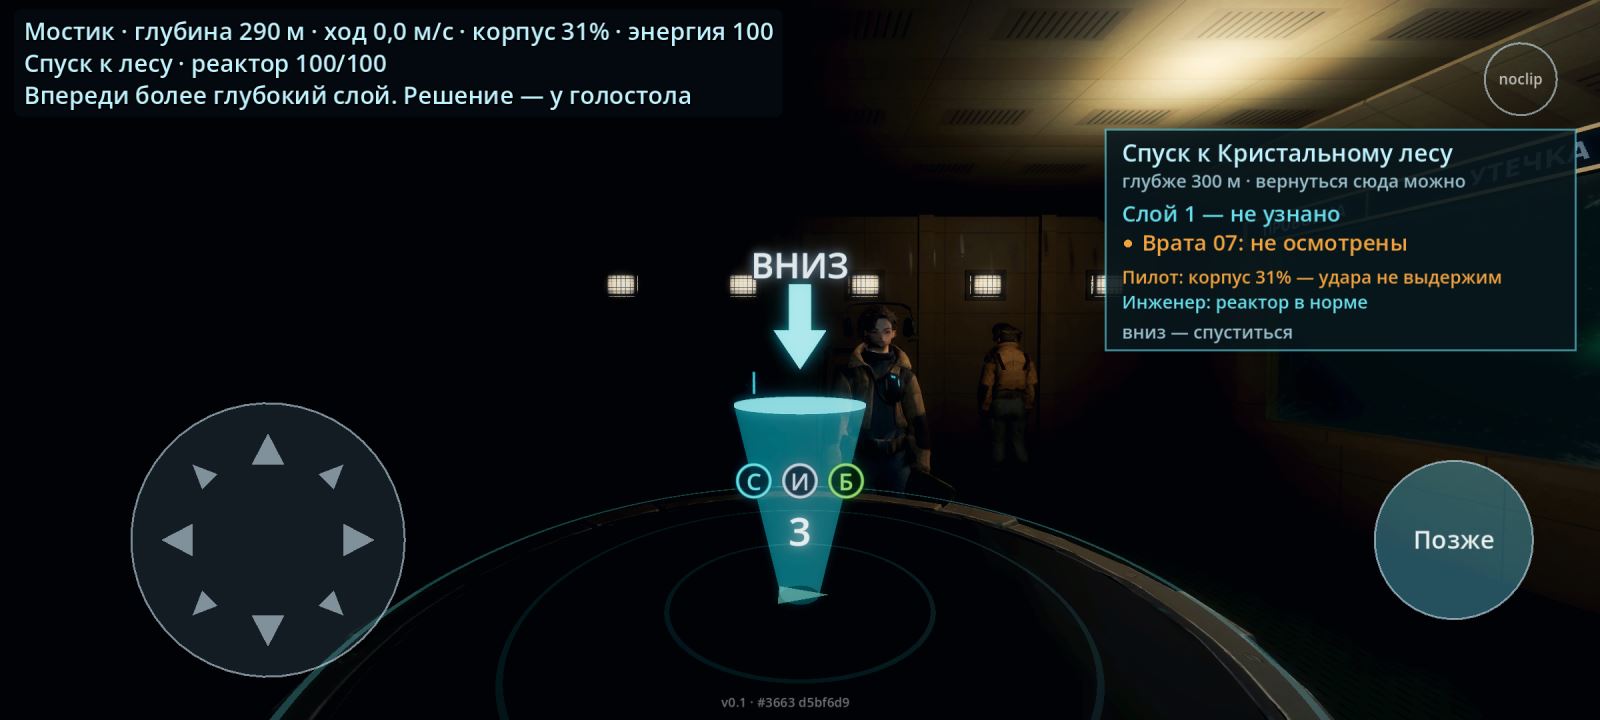 Мостик · глубина 290 м · ход 0,0 м/с · корпус 31% · энергия 100
Спуск к лесу · реактор 100/100
Впереди более глубокий слой. Решение — у голостола
noclip
УТЕЧКА
Спуск к Кристальному лесу
глубже 300 м · вернуться сюда можно
Слой 1 — не узнано
• Врата 07: не осмотрены
Пилот: корпус 31% — удара не выдержим
Инженер: реактор в норме
вниз — спуститься
ВНИЗ
С И Б
3
Позже
v0.1 · #3663 d5bf6d9